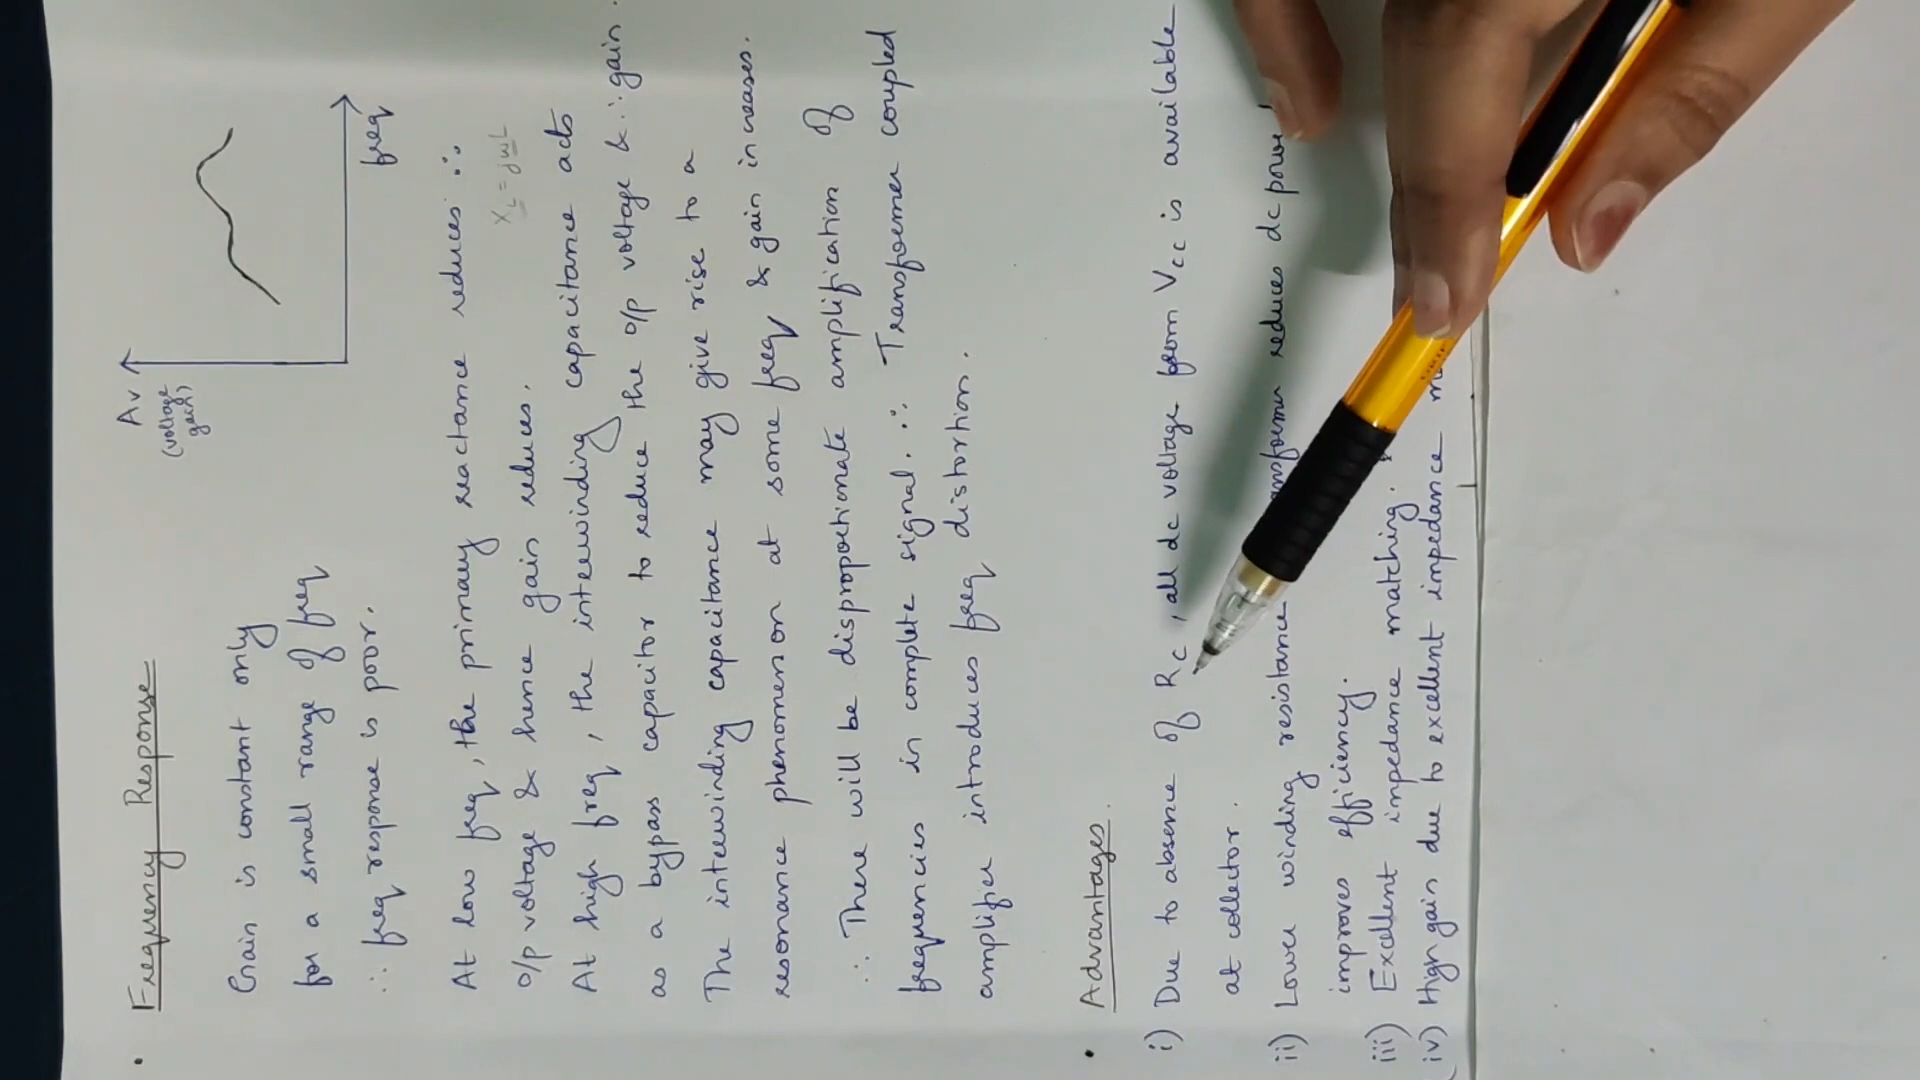 • Frequency Response
Gain is constant only
for a small range of freq
∴ freq response is poor.
Av
(voltage
gain)
freq
At low freq, the primary reactance reduces ∴
XL = jωL
o/p voltage & hence gain reduces.
At high freq, the interwinding capacitance acts
as a bypass capacitor to reduce the o/p voltage & ∴ gain.
The interwinding capacitance may give rise to a
resonance phenomenon at some freq & gain increases.
∴ There will be disproportionate amplification of
frequencies in complete signal. ∴ Transformer coupled
amplifier introduces freq distortion.
• Advantages.
i) Due to absence of Rc, all dc voltage from Vcc is available
at collector.
ii) Lower winding resistance reduces dc power
improves efficiency.
iii) Excellent impedance matching.
iv) High gain due to excellent impedance